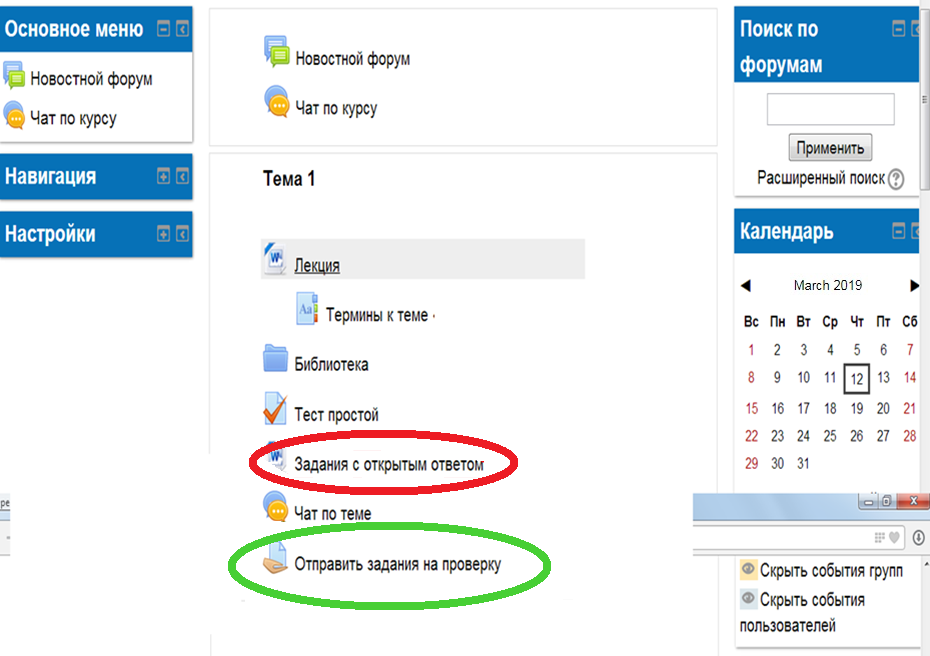 Основное меню
Новостной форум
Чат по курсу
Навигация
Настройки
Новостной форум
Чат по курсу
Тема 1
Лекция
Термины к теме
Библиотека
Тест простой
Задания с открытым ответом
Чат по теме
Отправить задания на проверку
Поиск по
форумам
Применить
Расширенный поиск ?
Календарь
March 2019
Вс Пн Вт Ср Чт Пт Сб
1 2 3 4 5 6 7
8 9 10 11 12 13 14
15 16 17 18 19 20 21
22 23 24 25 26 27 28
29 30 31
Скрыть события групп
Скрыть события
пользователей